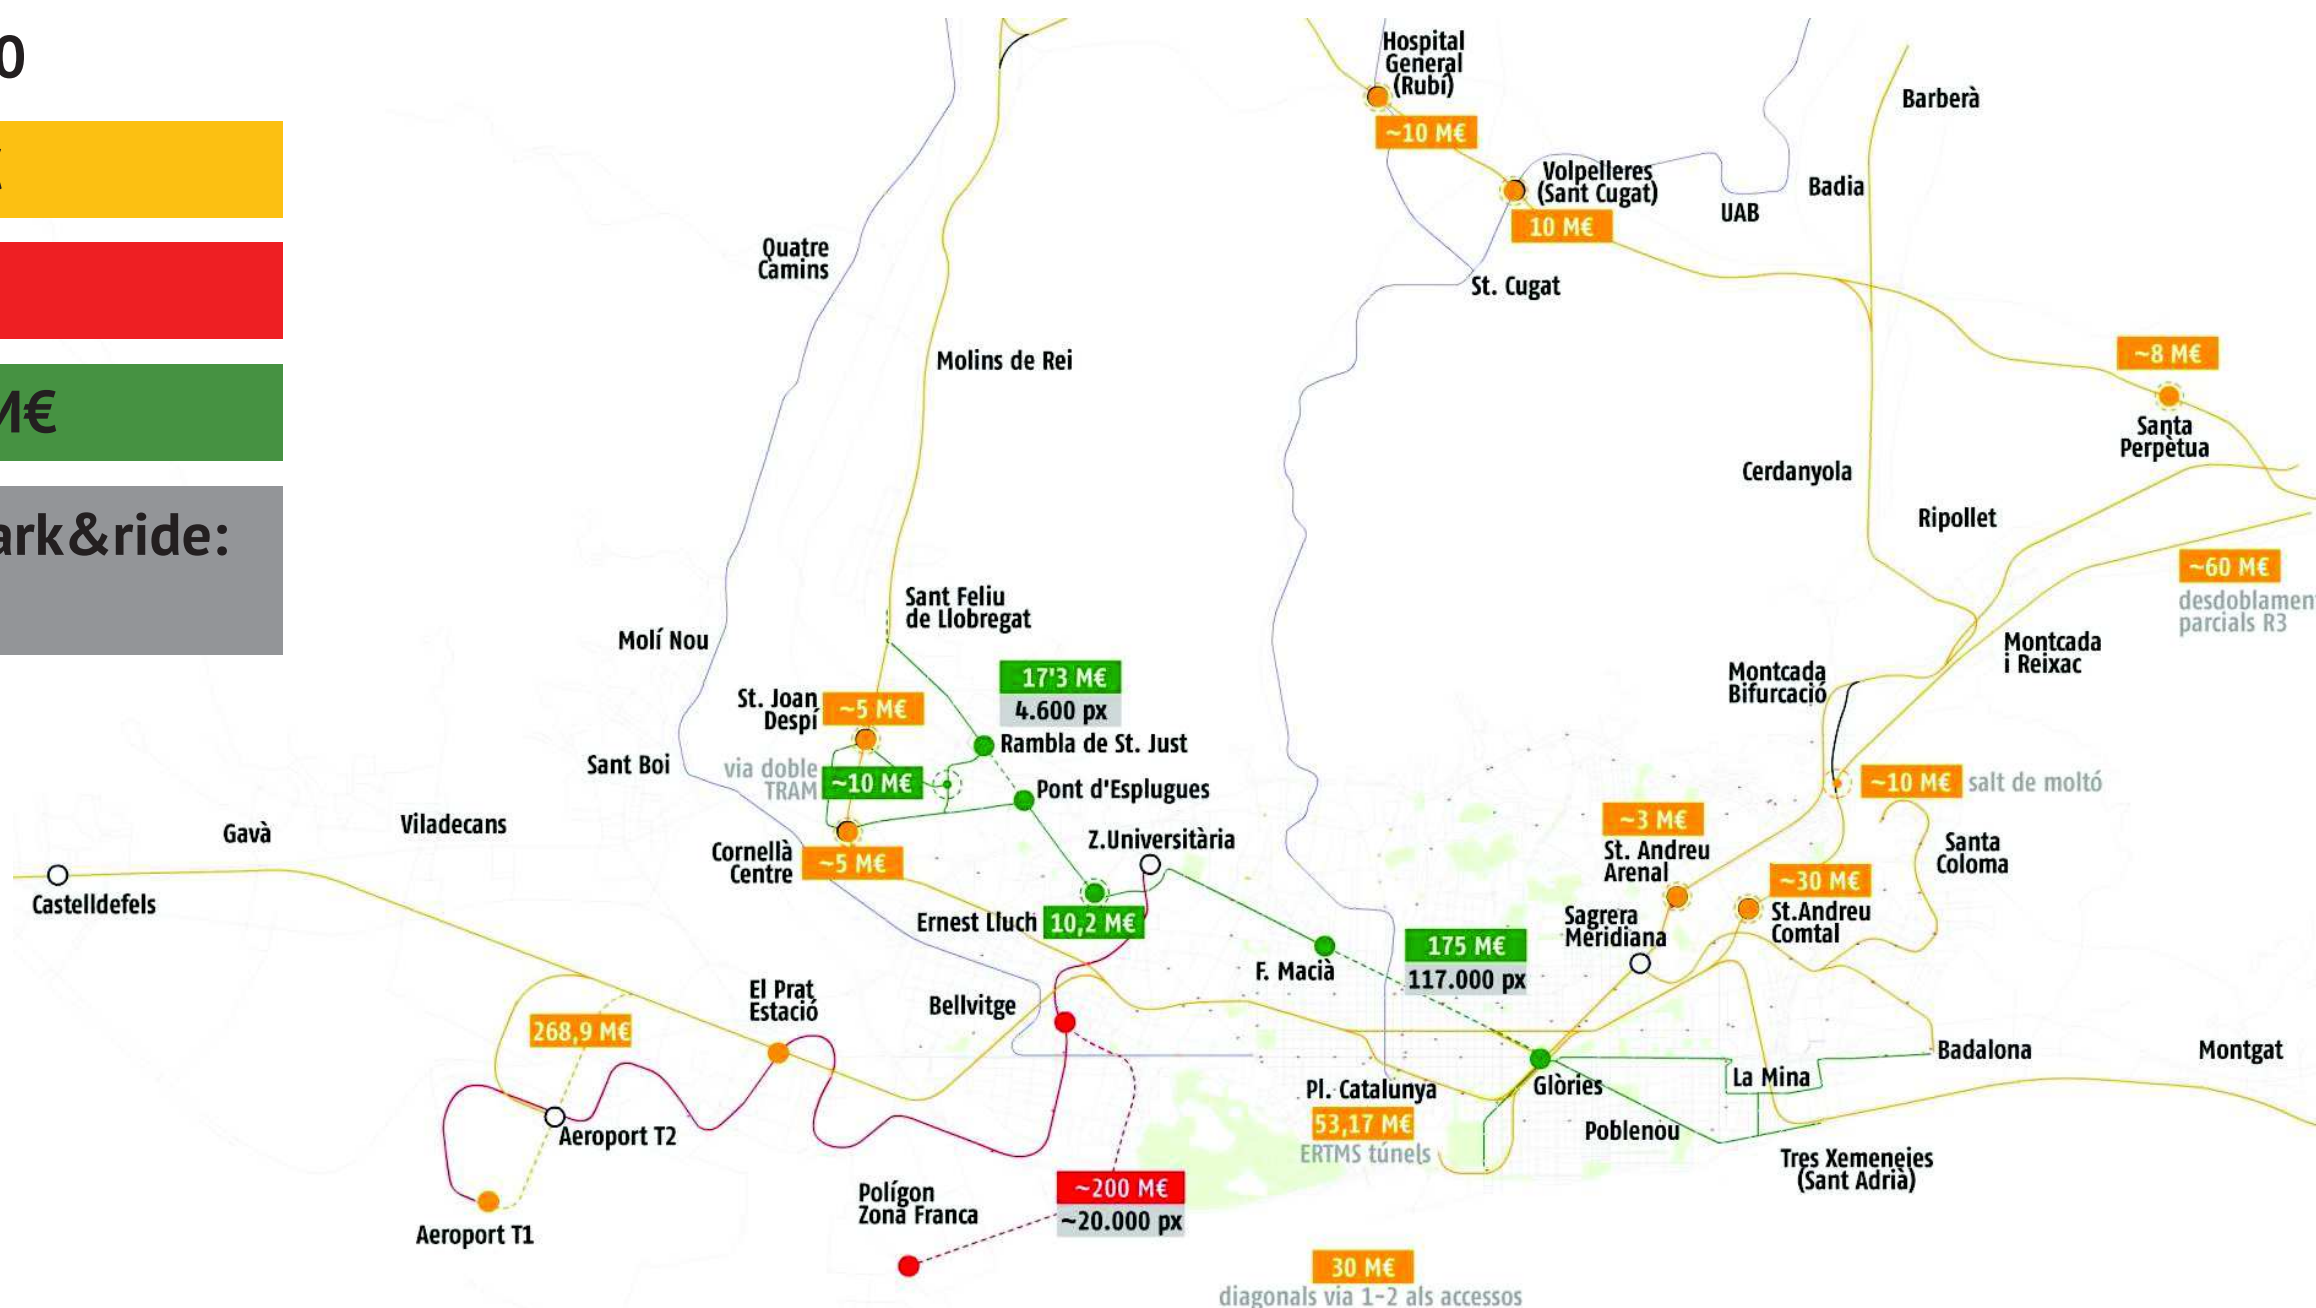 0
M€
ark&ride:
Hospital
General
(Rubí)
~10 M€
Barberà
Volpelleres
(Sant Cugat)
10 M€
Badia
UAB
Quatre
Camins
St. Cugat
Molins de Rei
~8 M€
Santa
Perpètua
Cerdanyola
Ripollet
~60 M€
desdoblamen
parcials R3
Sant Feliu
de Llobregat
Molí Nou
Montcada
i Reixac
Montcada
Bifurcació
17'3 M€
4.600 px
St. Joan
Despí
~5 M€
Rambla de St. Just
Sant Boi
via doble
TRAM
~10 M€
Pont d'Esplugues
~10 M€ salt de moltó
Gavà
Viladecans
Z.Universitària
~3 M€
St. Andreu
Arenal
Santa
Coloma
Cornellà
Centre
~5 M€
~30 M€
St.Andreu
Comtal
Castelldefels
Ernest Lluch 10,2 M€
Sagrera
Meridiana
175 M€
117.000 px
F. Macià
El Prat
Estació
Bellvitge
268,9 M€
Badalona
Montgat
Glòries
La Mina
Pl. Catalunya
53,17 M€
ERTMS túnels
Poblenou
Aeroport T2
Tres Xemeneies
(Sant Adrià)
Polígon
Zona Franca
~200 M€
~20.000 px
Aeroport T1
30 M€
diagonals via 1-2 als accessos